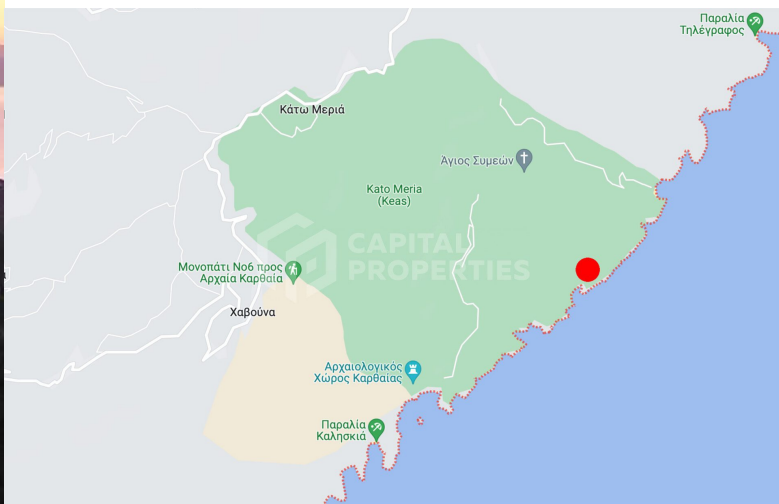 Παραλία
Τηλέγραφος
Κάτω Μεριά
Άγιος Συμεών
Kato Meria
(Keas)
CAPITAL
PROPERTIES
Μονοπάτι Νο6 προς
Αρχαία Καρθαία
Χαβούνα
Αρχαιολογικός
Χώρος Καρθαίας
Παραλία
Καλησκιά